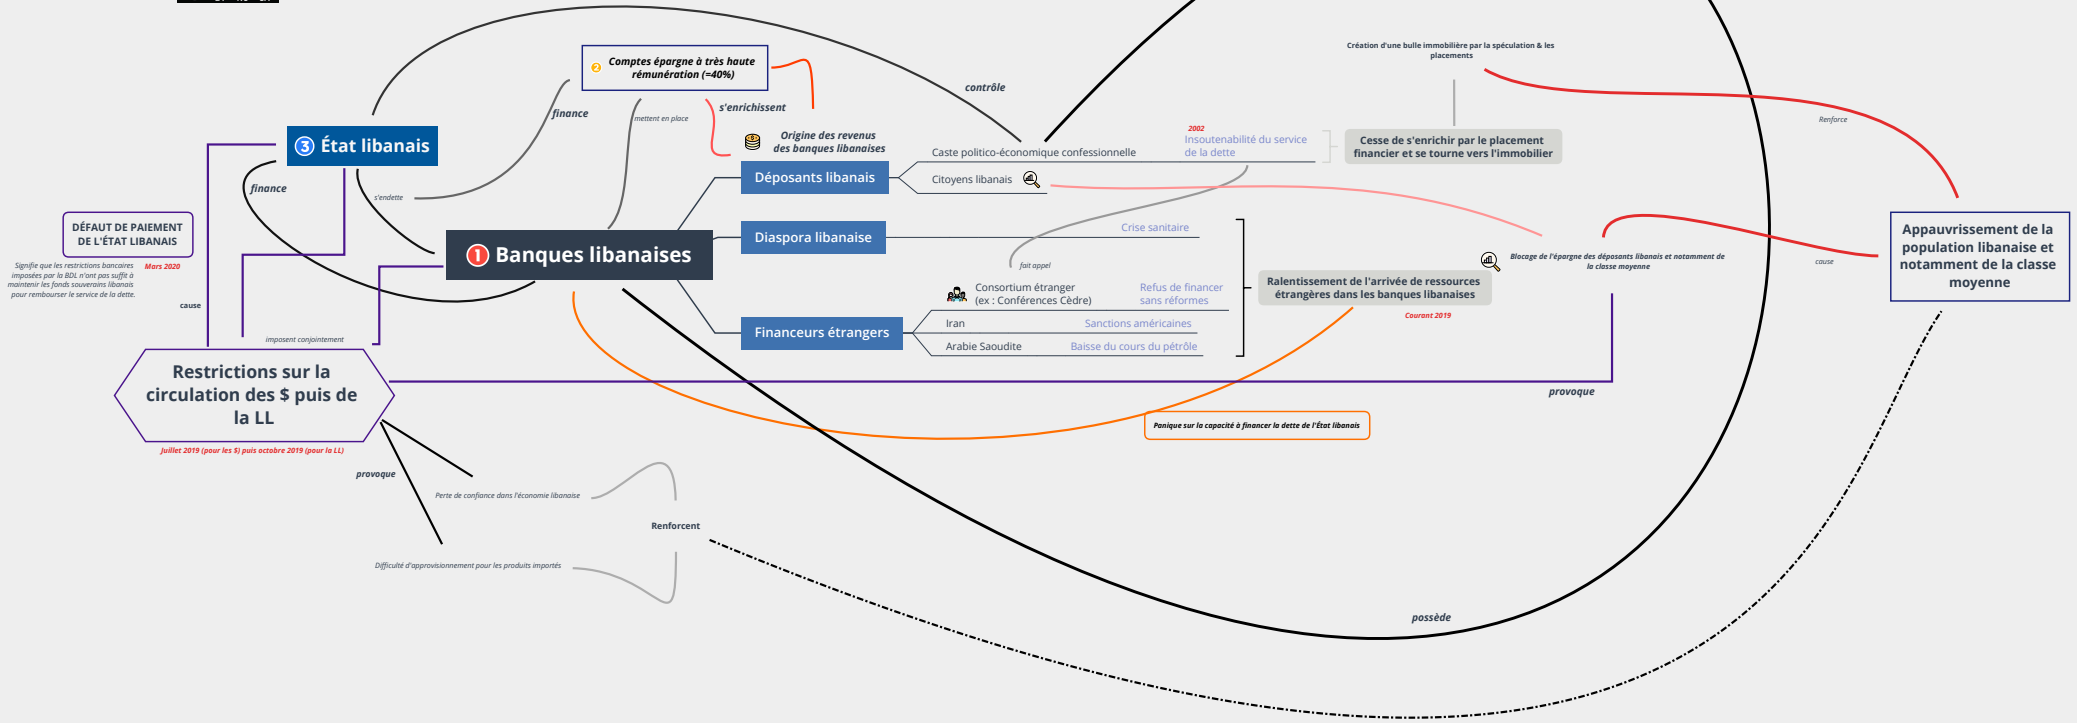 Création d'une bulle immobilière par la spéculation & les
placements
2
Comptes épargne à très haute
rémunération (=40%)
contrôle
s'enrichissent
finance
mettent en place
Renforce
3
État libanais
Origine des revenus
des banques libanaises
2002
Insoutenabilité du service
de la dette
Cesse de s'enrichir par le placement
financier et se tourne vers l'immobilier
Caste politico-économique confessionnelle
Déposants libanais
Citoyens libanais
finance
s'endette
DÉFAUT DE PAIEMENT
DE L'ÉTAT LIBANAIS
Signifie que les restrictions bancaires
imposées par la BDL n'ont pas suffit à
maintenir les fonds souverains libanais
pour rembourser le service de la dette.
Mars 2020
1
Banques libanaises
Diaspora libanaise
Crise sanitaire
fait appel
Blocage de l'épargne des déposants libanais et notamment de
la classe moyenne
cause
Appauvrissement de la
population libanaise et
notamment de la classe
moyenne
Consortium étranger
(ex : Conférences Cèdre)
Refus de financer
sans réformes
Ralentissement de l'arrivée de ressources
étrangères dans les banques libanaises
Courant 2019
Financeurs étrangers
Iran
Sanctions américaines
Arabie Saoudite
Baisse du cours du pétrôle
cause
imposent conjointement
Restrictions sur la
circulation des $ puis de
la LL
Juillet 2019 (pour les $) puis octobre 2019 (pour la LL)
provoque
Panique sur la capacité à financer la dette de l'État libanais
provoque
Perte de confiance dans l'économie libanaise
Renforcent
Difficulté d'approvisionnement pour les produits importés
possède